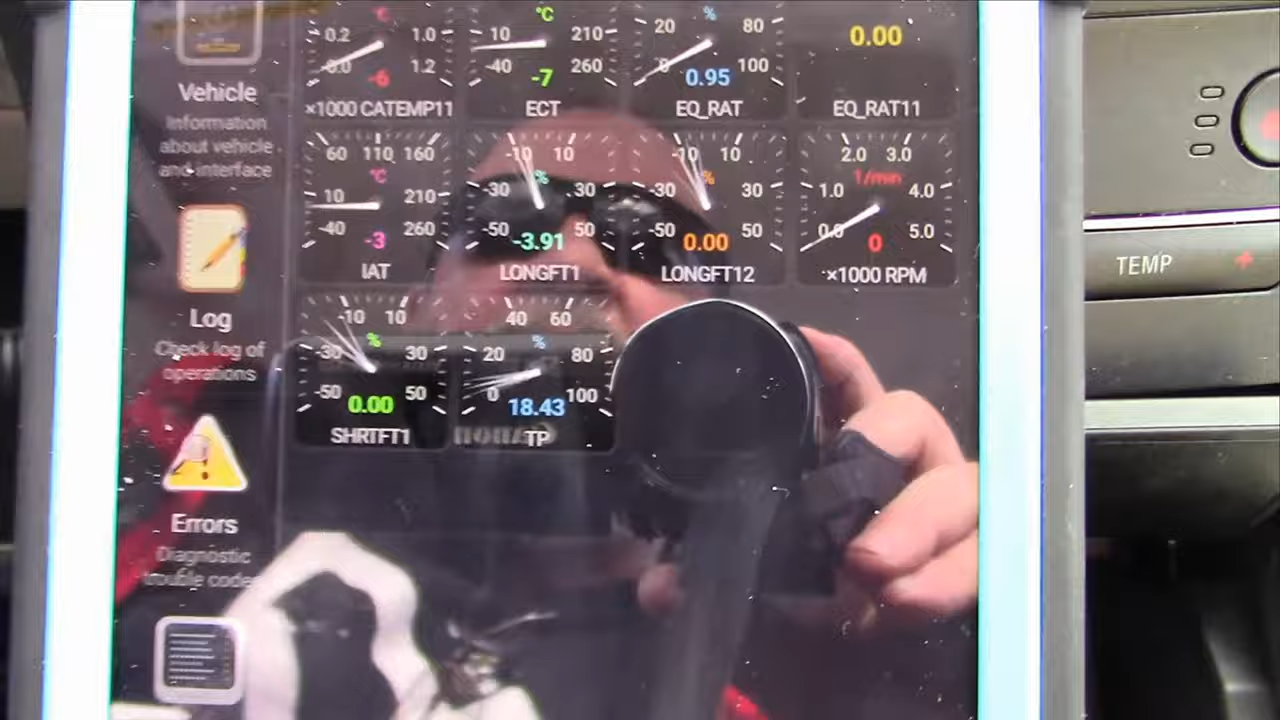 °C °C %
0.2 1.0 10 210 20 80 0.00
0.0 1.2 -40 260 0 100
-6 -7 0.95
×1000 CATEMP11 ECT EQ_RAT EQ_RAT11
Vehicle
Information
about vehicle
and interface
60 110 160 -10 10 -10 10 2.0 3.0
°C % % 1/min
10 210 -30 30 -30 30 1.0 4.0
-40 260 -50 50 -50 50 0.0 5.0
-3 -3.91 0.00 0
IAT LONGFT1 LONGFT12 ×1000 RPM
Log
Check log of
operations
-10 10 40 60
% %
-30 30 20 80
-50 50 0 100
0.00 18.43
SHRTFT1 TP
Errors
Diagnostic
trouble codes
TEMP +